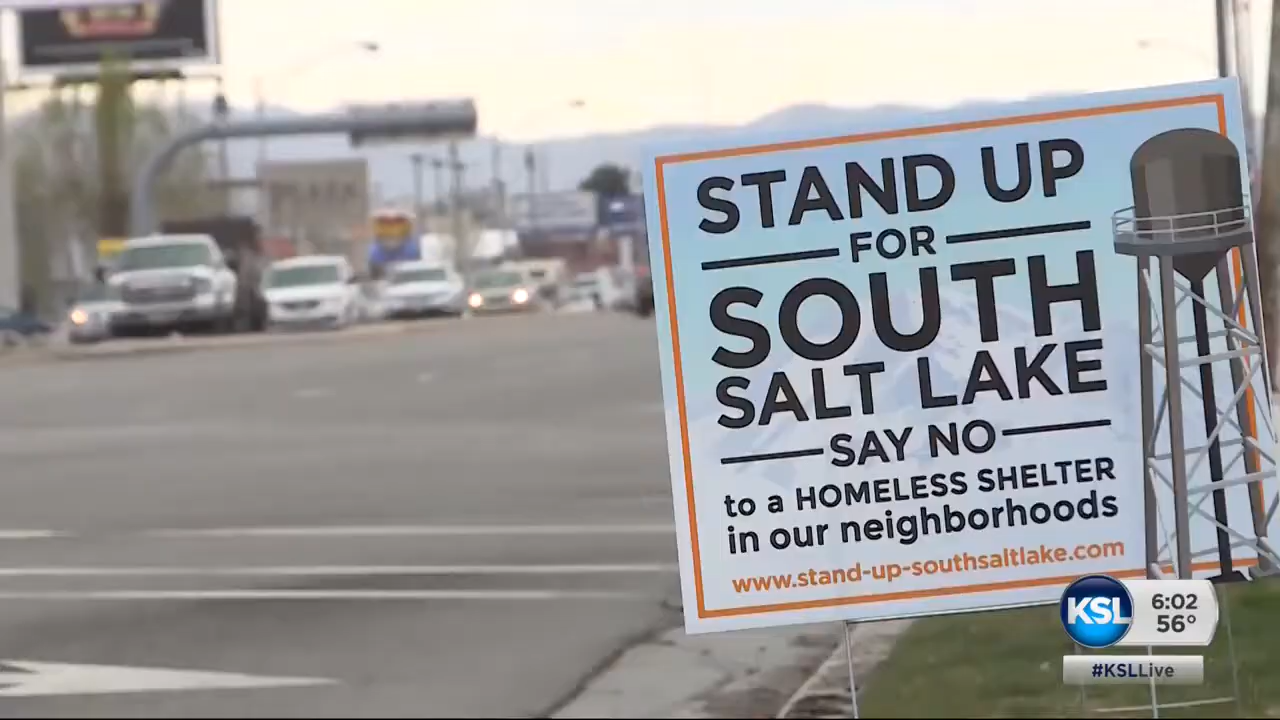 STAND UP
FOR
SOUTH
SALT LAKE
SAY NO
to a HOMELESS SHELTER
in our neighborhoods
www.stand-up-southsaltlake.com
KSL
6:02
56°
#KSLLive